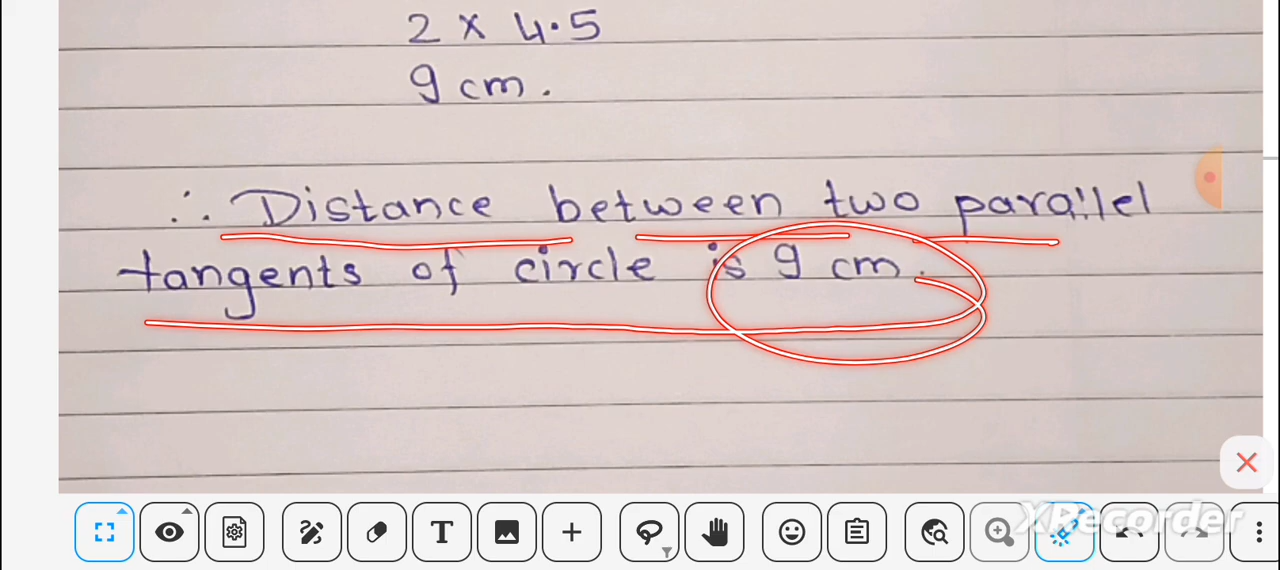 2 × 4.5
9 cm.
∴ Distance between two parallel
tangents of circle is 9 cm.
T
XRecorder